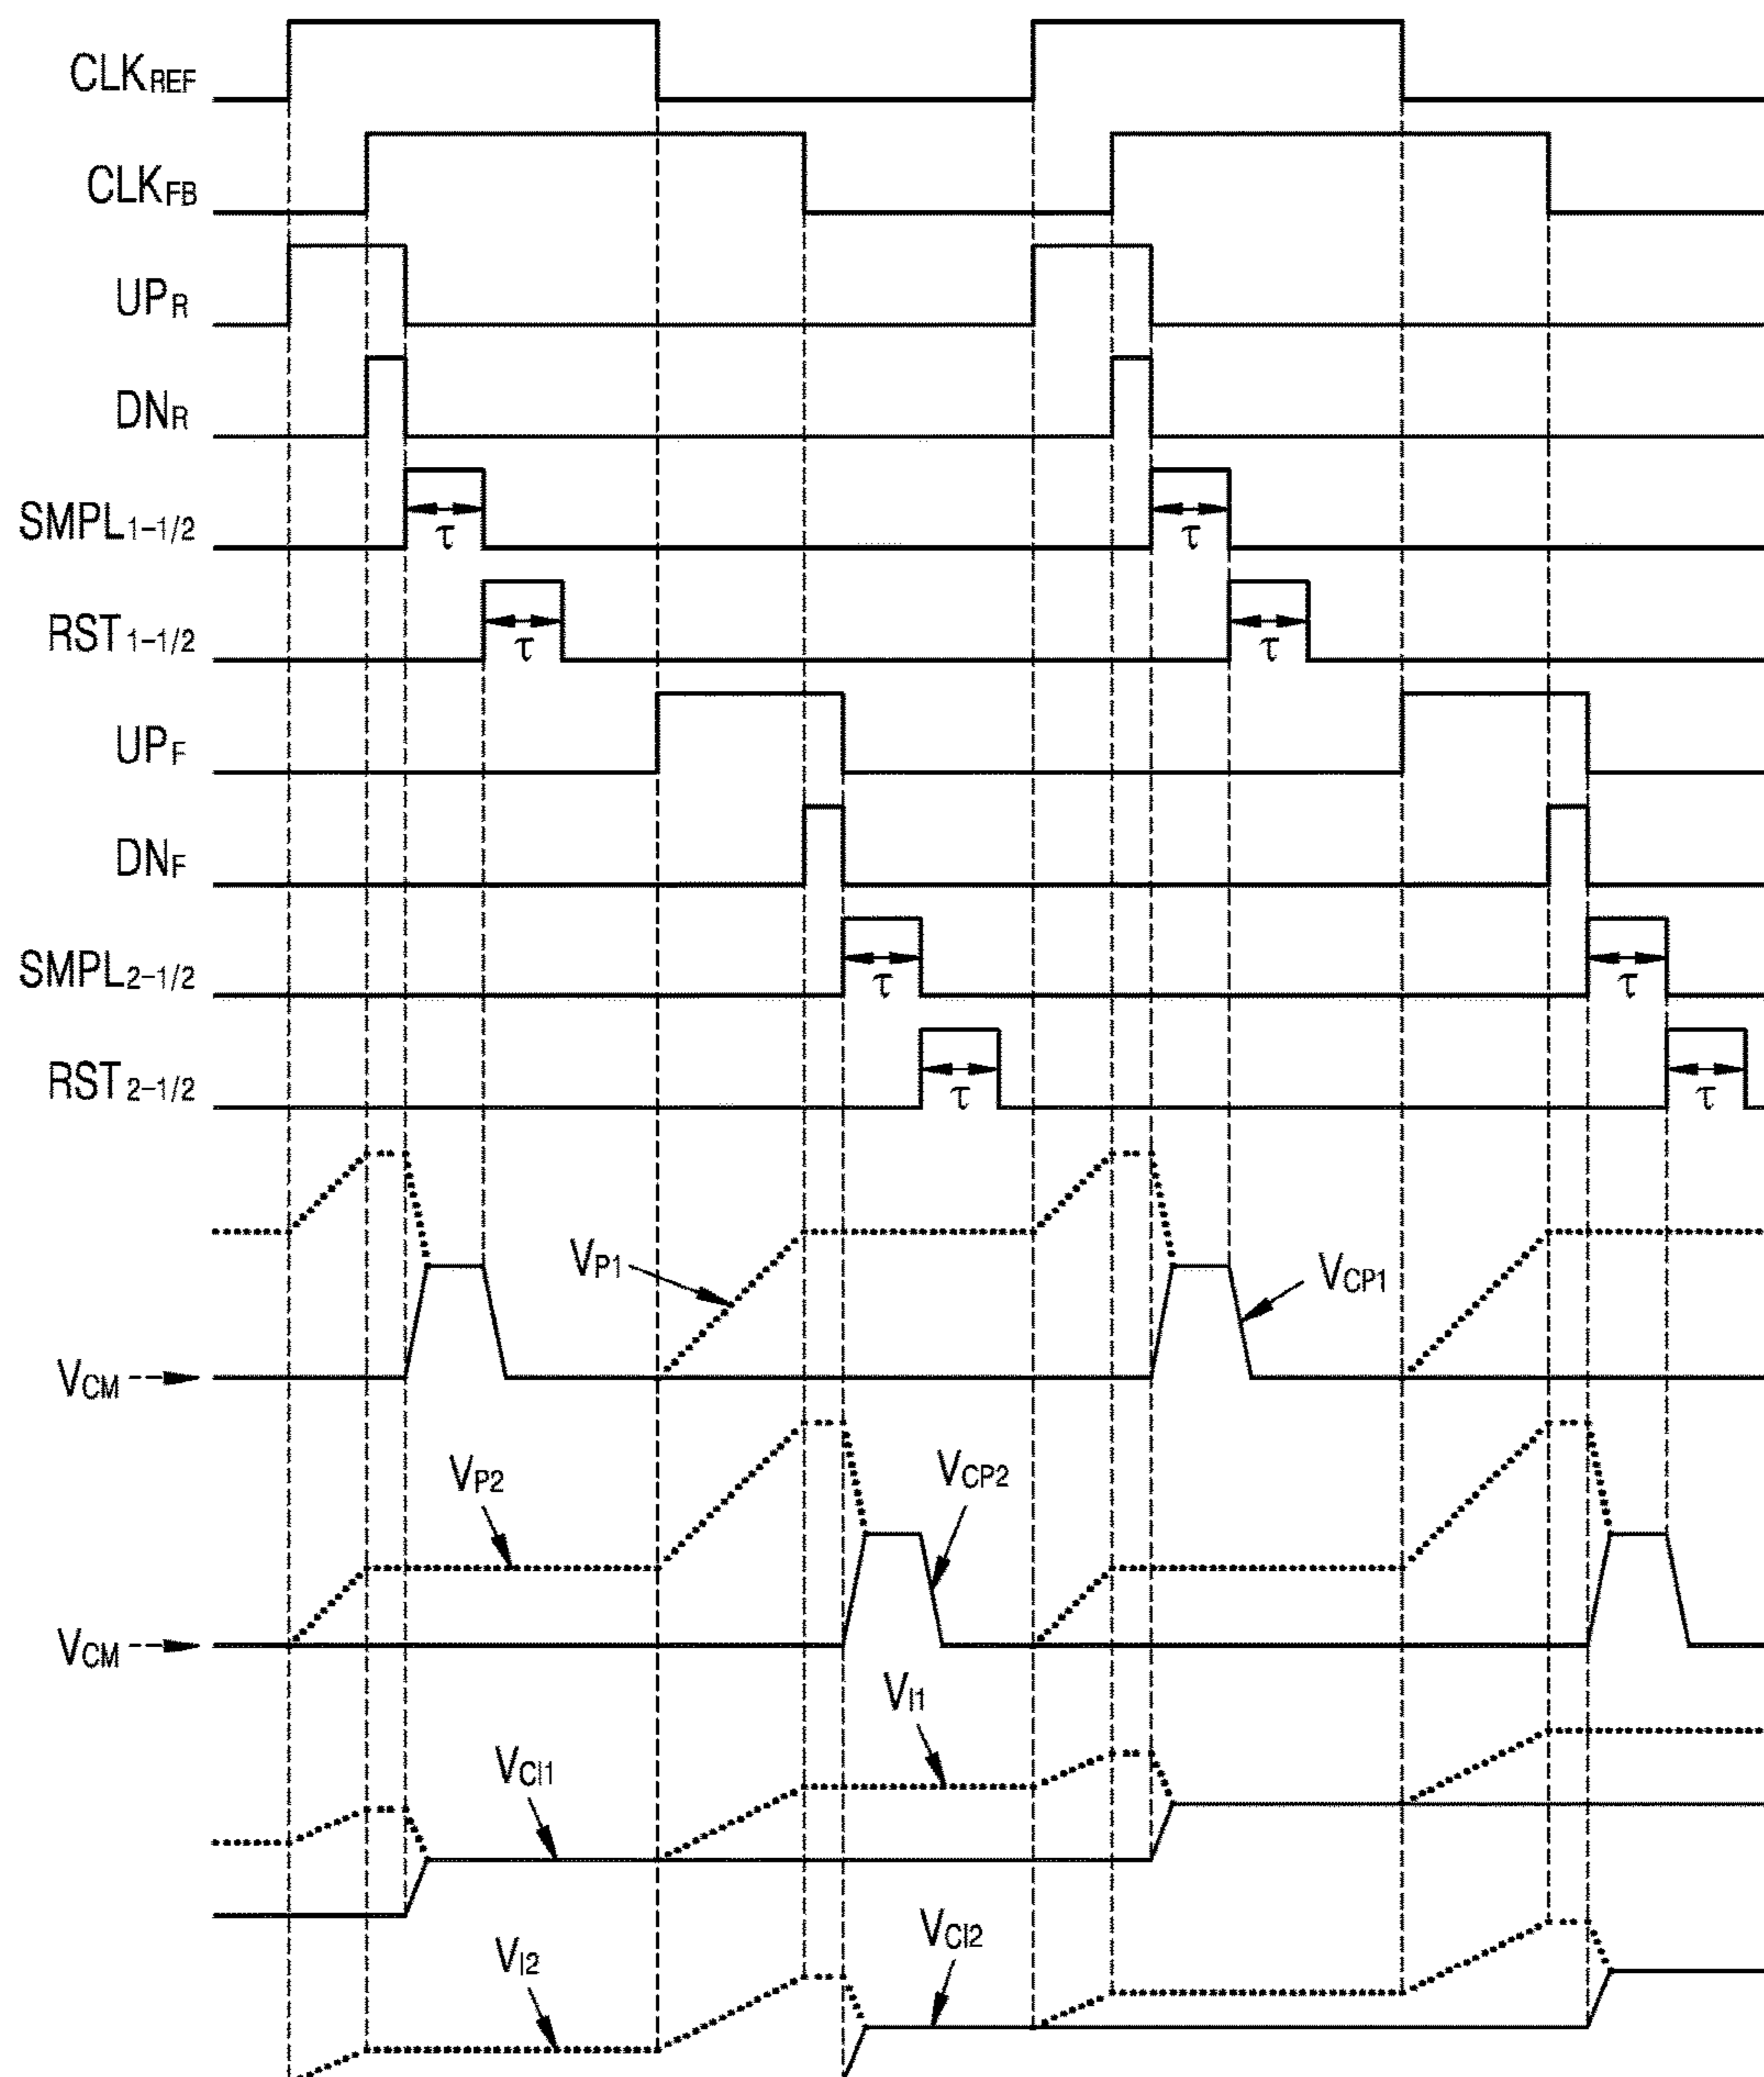 CLKREF
CLKFB
UPR
DNR
SMPL1-1/2
τ τ
RST1-1/2
τ τ
UPF
DNF
SMPL2-1/2
τ τ
RST2-1/2
τ τ
VP1
VCP1
VCM
VP2
VCP2
VCM
VI1
VCI1
VCI2
VI2